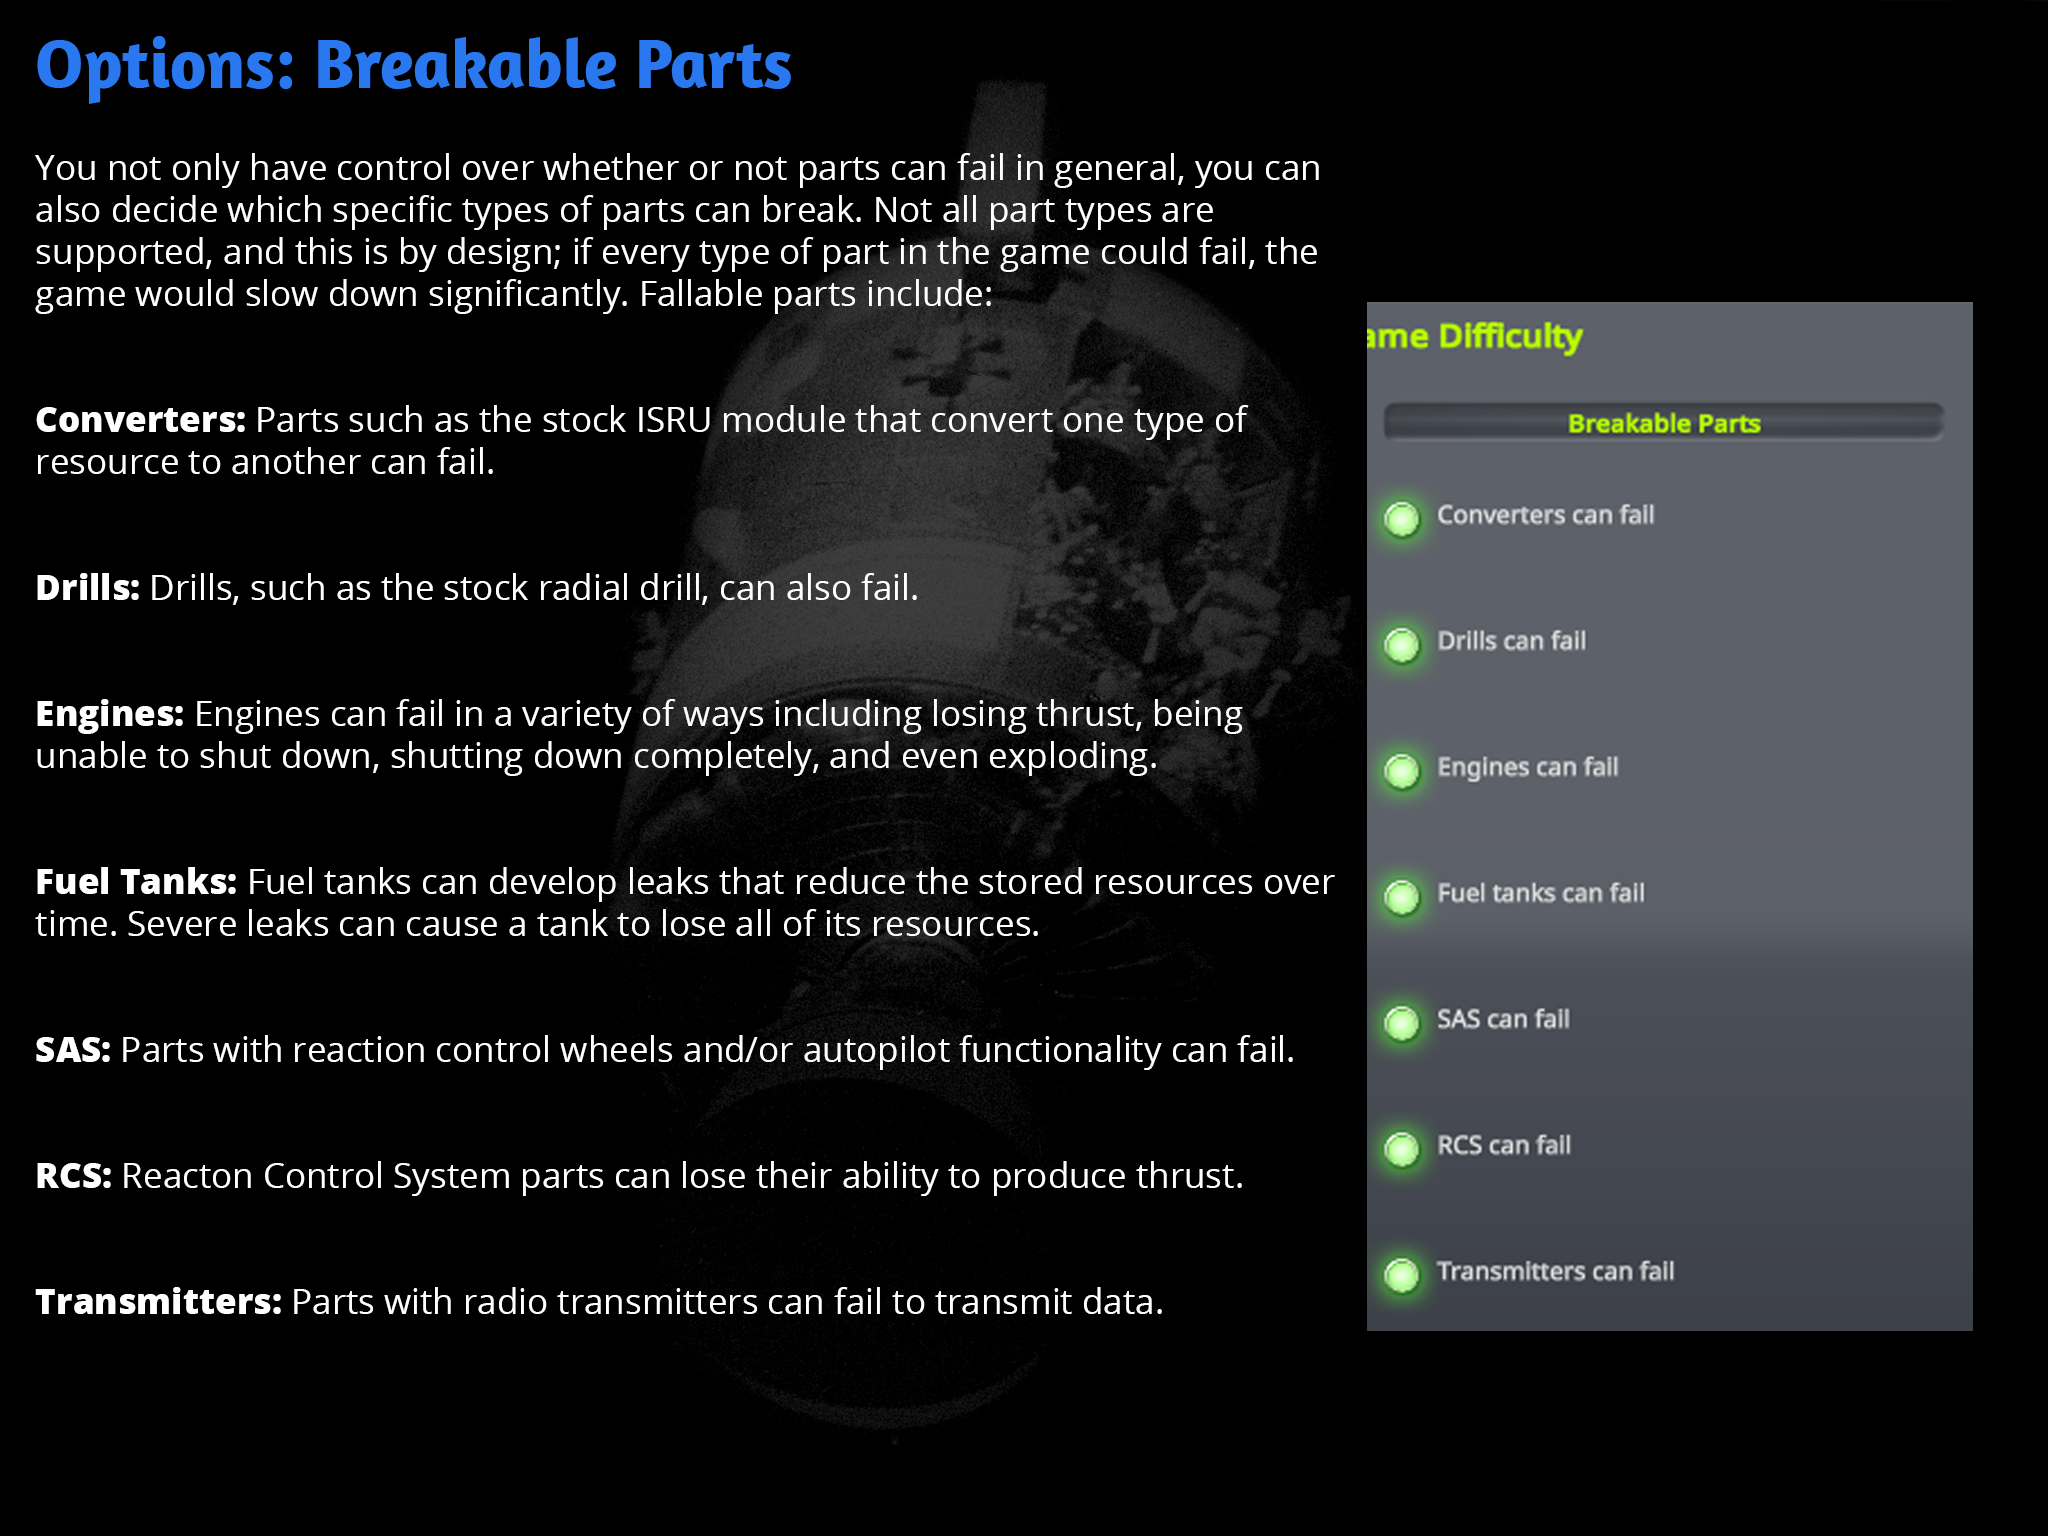 Options: Breakable Parts
You not only have control over whether or not parts can fail in general, you can
also decide which specific types of parts can break. Not all part types are
supported, and this is by design; if every type of part in the game could fail, the
game would slow down significantly. Fallable parts include:
Converters: Parts such as the stock ISRU module that convert one type of
resource to another can fail.
Drills: Drills, such as the stock radial drill, can also fail.
Engines: Engines can fail in a variety of ways including losing thrust, being
unable to shut down, shutting down completely, and even exploding.
Fuel Tanks: Fuel tanks can develop leaks that reduce the stored resources over
time. Severe leaks can cause a tank to lose all of its resources.
SAS: Parts with reaction control wheels and/or autopilot functionality can fail.
RCS: Reacton Control System parts can lose their ability to produce thrust.
Transmitters: Parts with radio transmitters can fail to transmit data.
ame Difficulty
Breakable Parts
Converters can fail
Drills can fail
Engines can fail
Fuel tanks can fail
SAS can fail
RCS can fail
Transmitters can fail